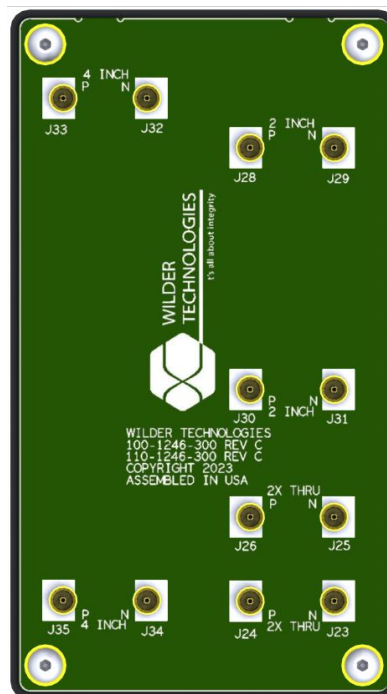 4 INCH
P N
J33 J32
2 INCH
P N
J28 J29
WILDER
TECHNOLOGIES
t's all about integrity
P N
J30 2 INCH J31
WILDER TECHNOLOGIES
100-1246-300 REV C
110-1246-300 REV C
COPYRIGHT 2023
ASSEMBLED IN USA
2X THRU
P N
J26 J25
P N
J35 4 INCH J34
P N
J24 2X THRU J23